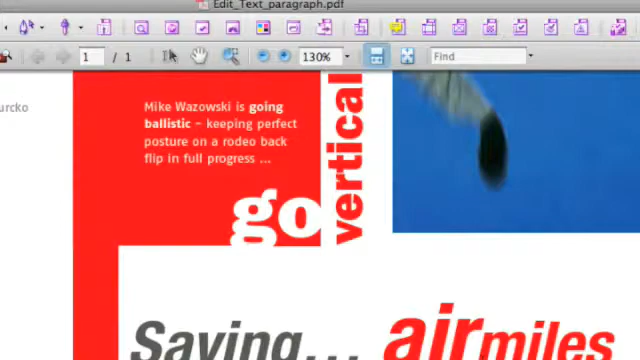 Edit_Text_paragraph.pdf
1 / 1
130%
Find
urcko
Mike Wazowski is going
ballistic – keeping perfect
posture on a rodeo back
flip in full progress ...
go
vertical
Saving... airmiles